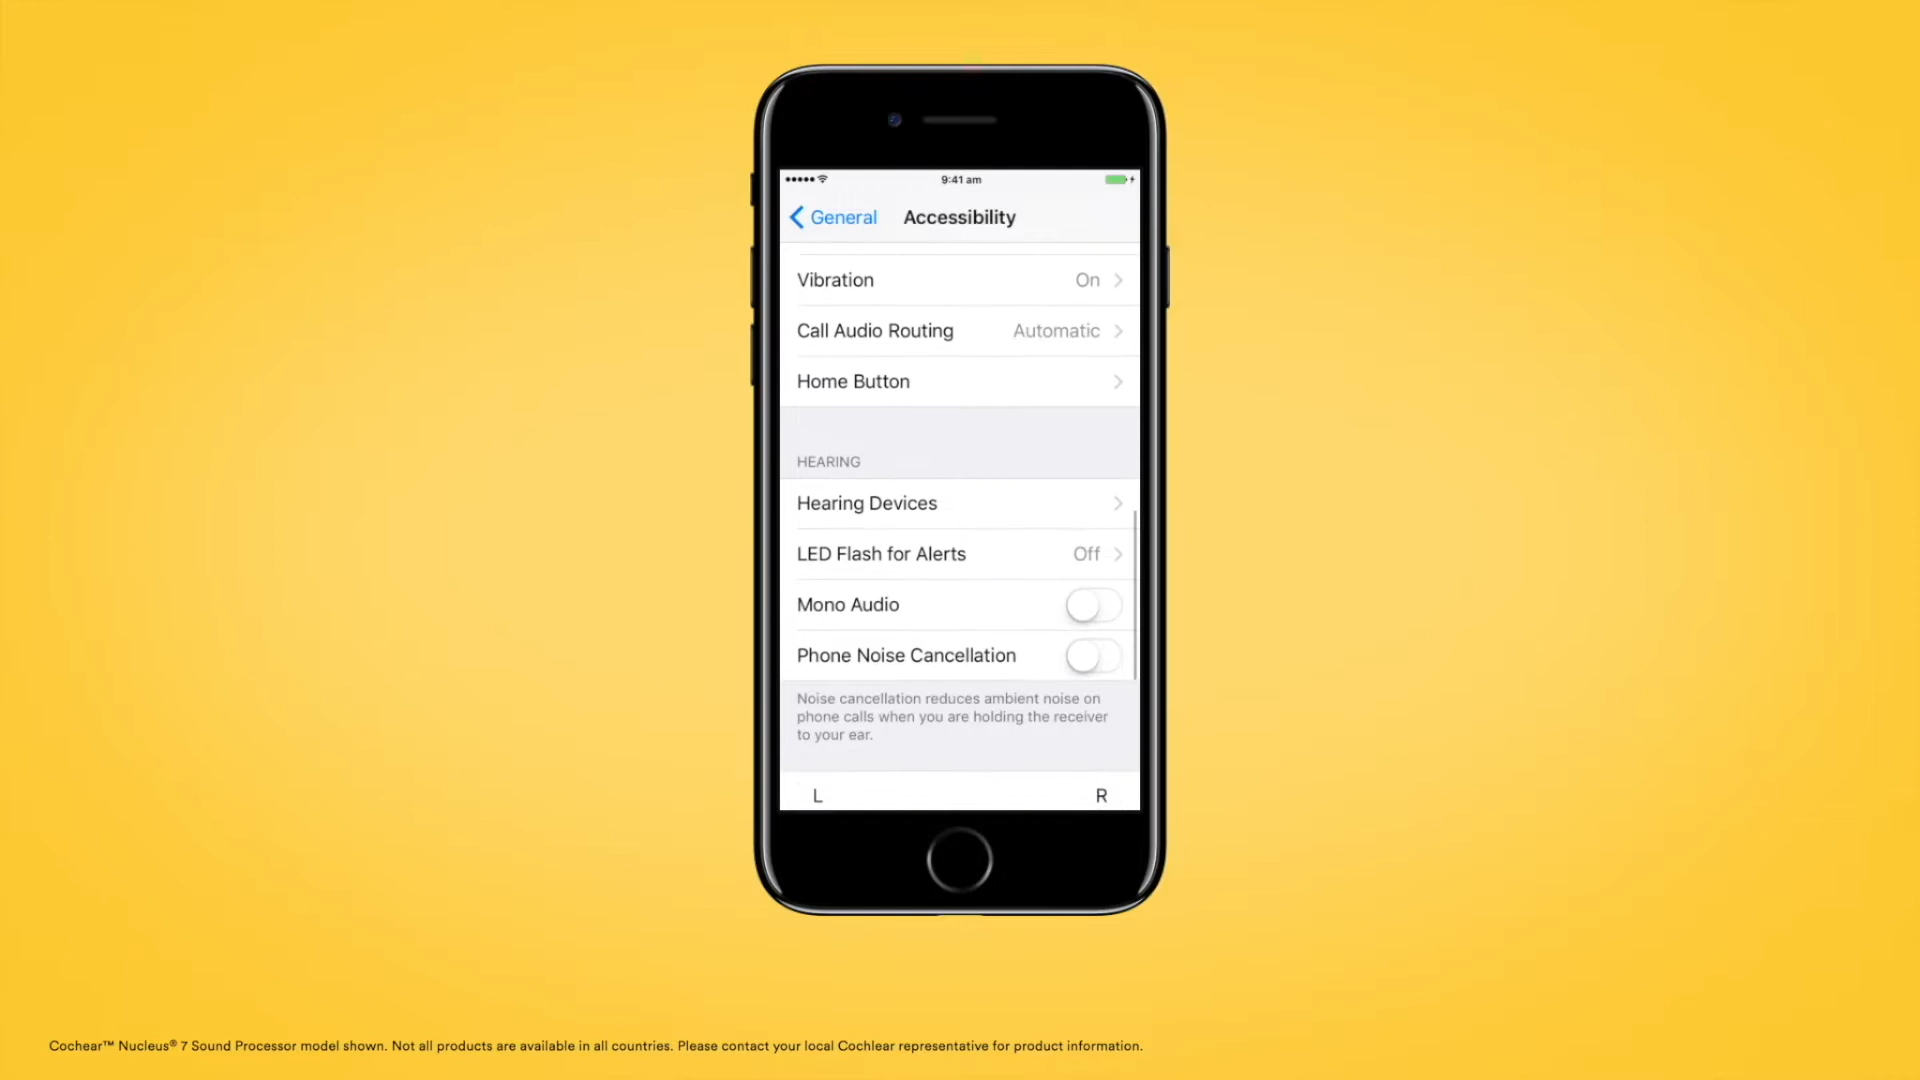 9:41 am
General Accessibility
Vibration On
Call Audio Routing Automatic
Home Button
HEARING
Hearing Devices
LED Flash for Alerts Off
Mono Audio
Phone Noise Cancellation
Noise cancellation reduces ambient noise on
phone calls when you are holding the receiver
to your ear.
L R
Cochear™ Nucleus® 7 Sound Processor model shown. Not all products are available in all countries. Please contact your local Cochlear representative for product information.